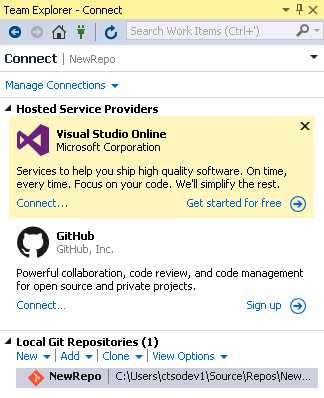 Team Explorer - Connect
Search Work Items (Ctrl+')
Connect | NewRepo
Manage Connections
Hosted Service Providers
Visual Studio Online
Microsoft Corporation
Services to help you ship high quality software. On time,
every time. Focus on your code. We'll simplify the rest.
Connect... Get started for free
GitHub
GitHub, Inc.
Powerful collaboration, code review, and code management
for open source and private projects.
Connect... Sign up
Local Git Repositories (1)
New | Add | Clone | View Options
NewRepo | C:\Users\ctsodev1\Source\Repos\New...